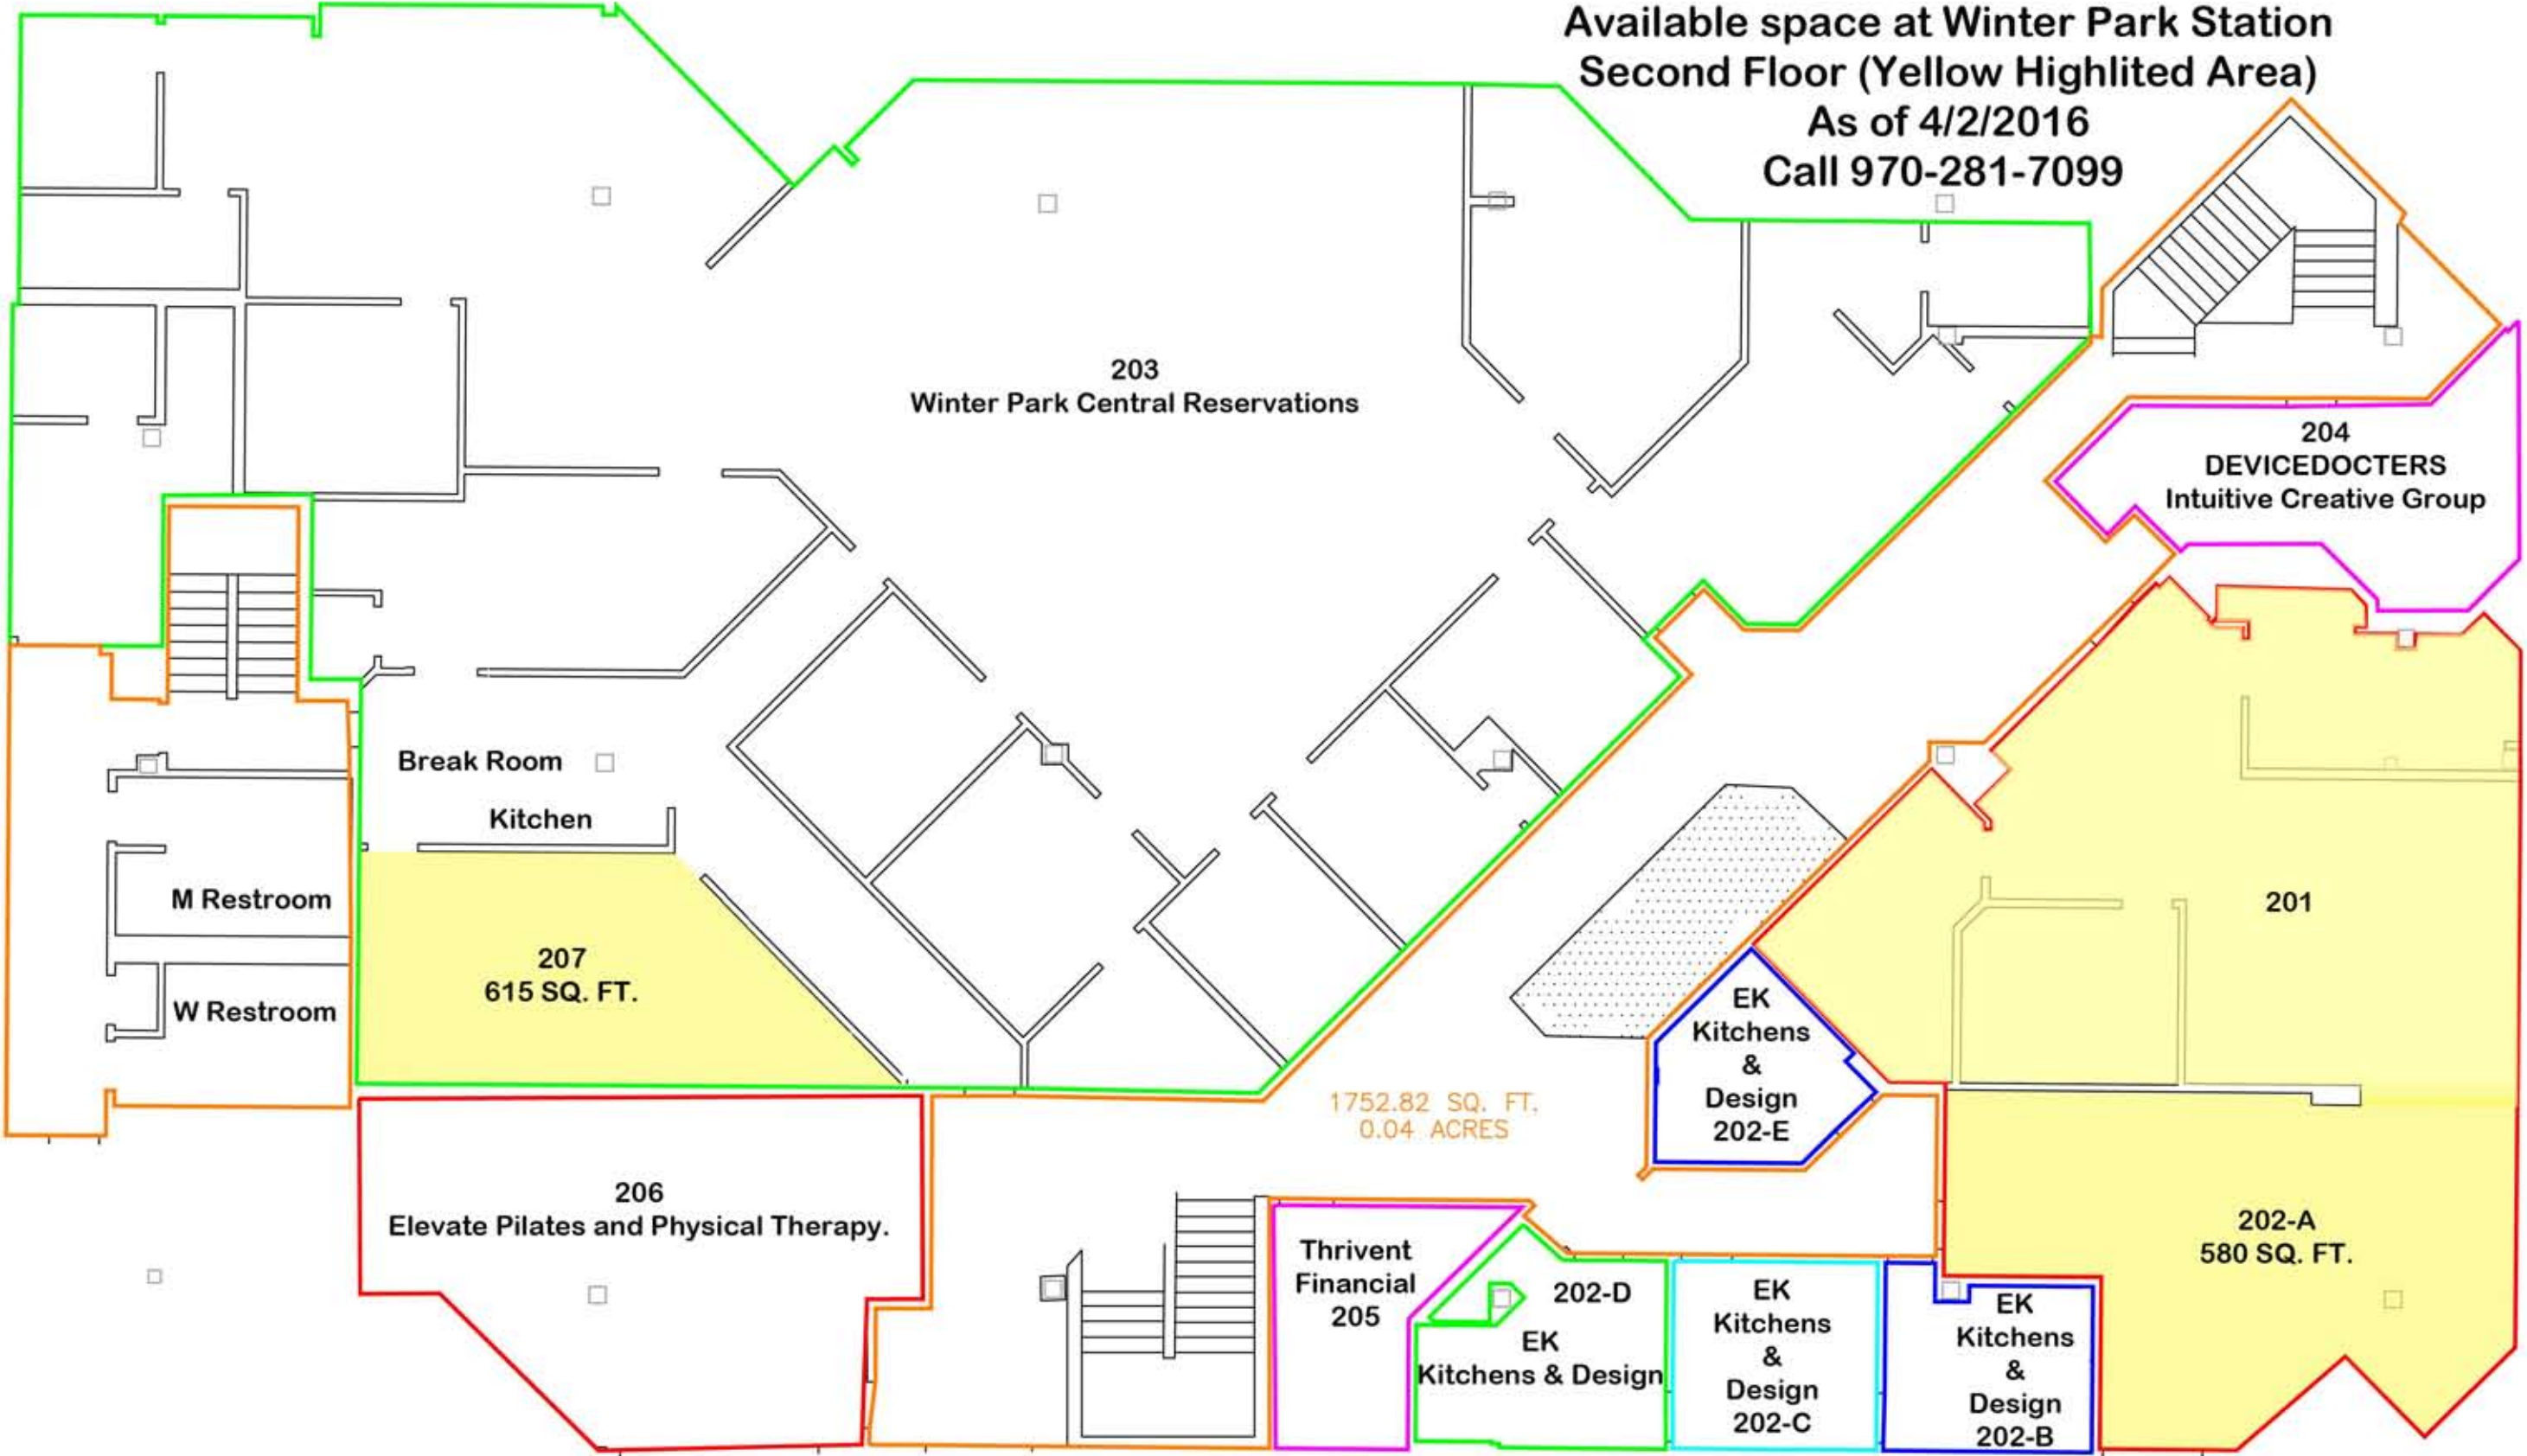 Available space at Winter Park Station
Second Floor (Yellow Highlited Area)
As of 4/2/2016
Call 970-281-7099
203
Winter Park Central Reservations
204
DEVICEDOCTERS
Intuitive Creative Group
Break Room
Kitchen
M Restroom
W Restroom
207
615 SQ. FT.
201
EK
Kitchens
&
Design
202-E
1752.82 SQ. FT.
0.04 ACRES
206
Elevate Pilates and Physical Therapy.
Thrivent
Financial
205
202-D
EK
Kitchens & Design
EK
Kitchens
&
Design
202-C
EK
Kitchens
&
Design
202-B
202-A
580 SQ. FT.